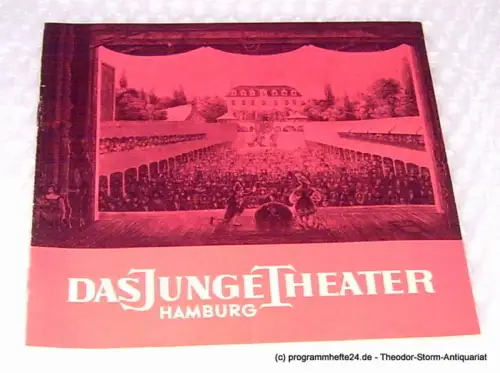 DAS JUNGE THEATER
HAMBURG
(c) programmhefte24.de - Theodor-Storm-Antiquariat